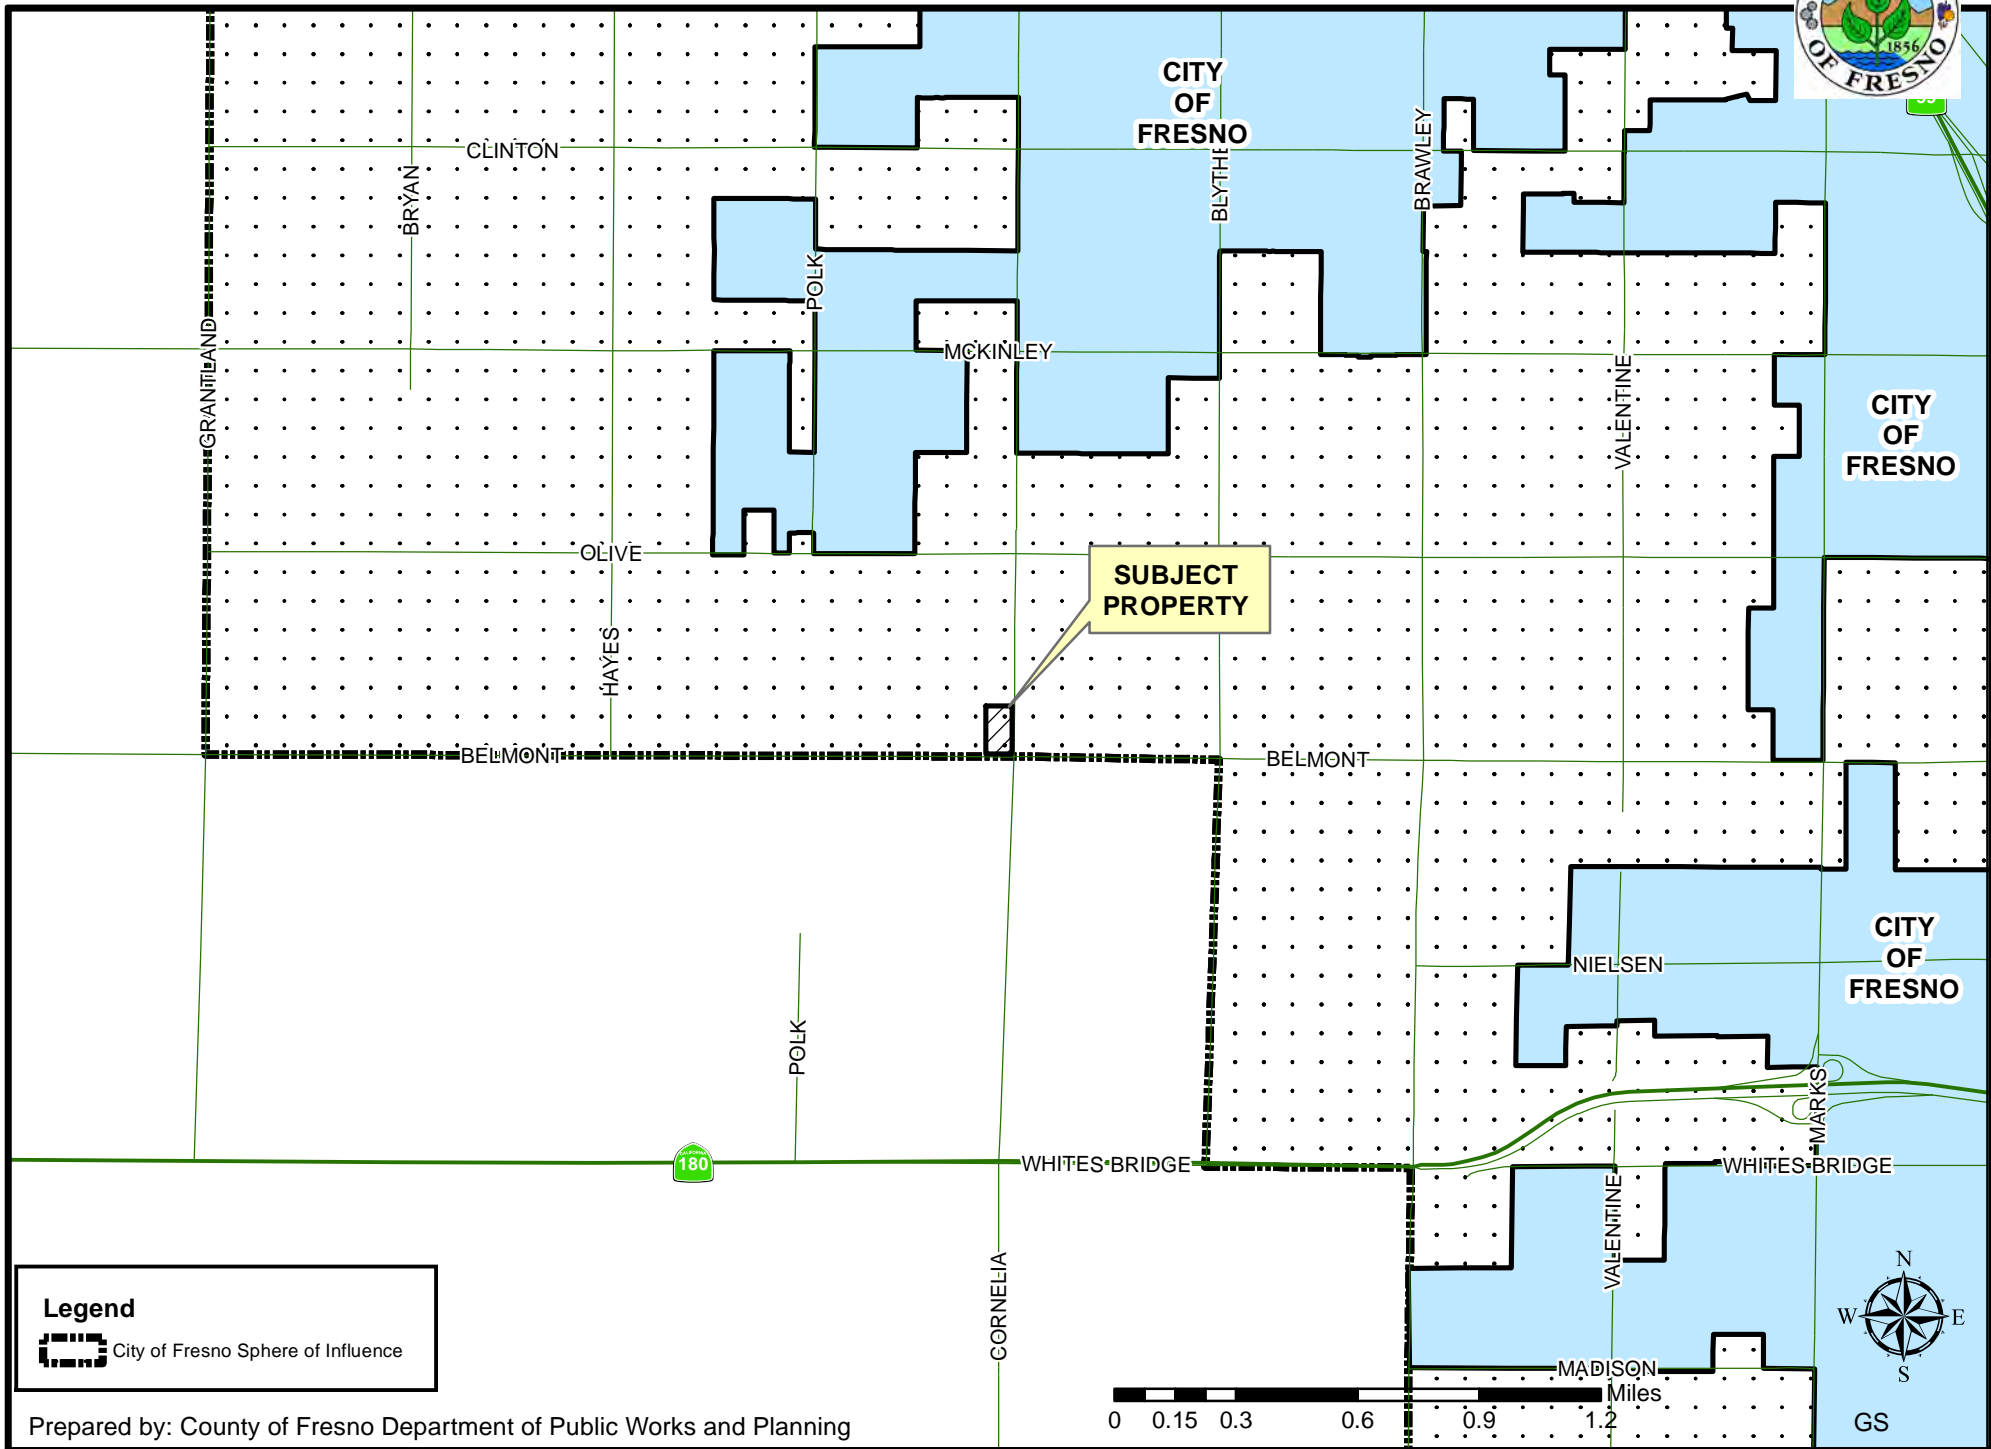 1856
OF FRESNO
CITY
OF
FRESNO
CLINTON
BRYAN
BLYTHE
BRAWLEY
POLK
GRANTLAND
MCKINLEY
VALENTINE
CITY
OF
FRESNO
OLIVE
SUBJECT
PROPERTY
HAYES
BELMONT
BELMONT
CITY
OF
FRESNO
NIELSEN
POLK
MARKS
CALIFORNIA
180
WHITES BRIDGE
WHITES BRIDGE
VALENTINE
CORNELIA
N
W
E
S
Legend
City of Fresno Sphere of Influence
MADISON
Miles
0 0.15 0.3 0.6 0.9 1.2
Prepared by: County of Fresno Department of Public Works and Planning
GS